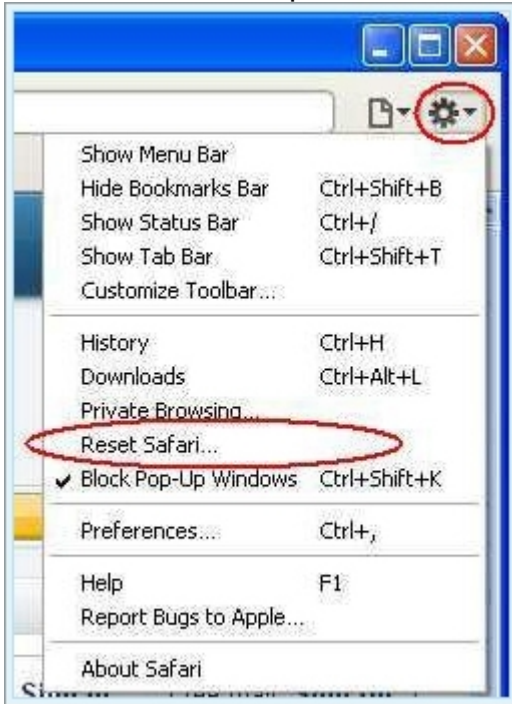 Show Menu Bar
Hide Bookmarks Bar Ctrl+Shift+B
Show Status Bar Ctrl+/
Show Tab Bar Ctrl+Shift+T
Customize Toolbar...
History Ctrl+H
Downloads Ctrl+Alt+L
Private Browsing...
Reset Safari...
✓ Block Pop-Up Windows Ctrl+Shift+K
Preferences... Ctrl+,
Help F1
Report Bugs to Apple...
About Safari